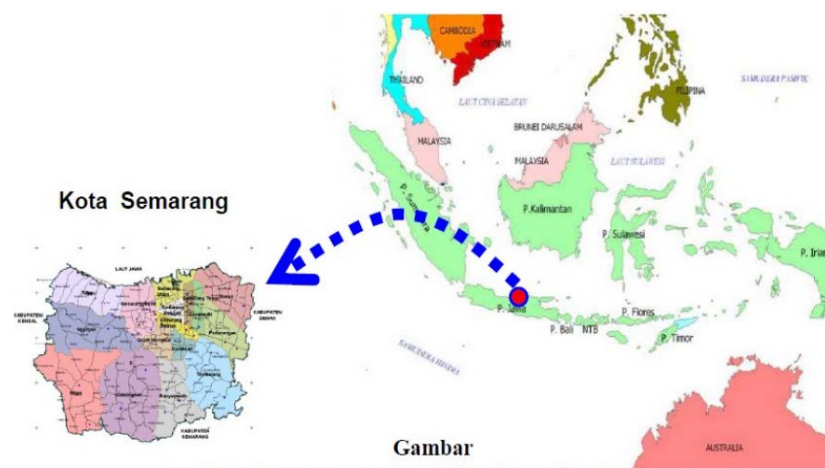 CAMBODIA
VIETNAM
THAILAND
LAUT CINA SELATAN
SAMUDERA PASIFIK
FILIPINA
MALAYSIA
BRUNEI DARUSALAM
MALAYSIA
LAUT SULAWESI
P. Sumatera
P.Kalimantan
P. Sulawesi
P. Irian
P. Jawa
P. Bali
NTB
P. Flores
P. Timor
SAMUDERA HINDIA
AUSTRALIA
Kota Semarang
LAUT JAWA
KABUPATEN
KENDAL
KABUPATEN
DEMAK
KABUPATEN
SEMARANG
Gambar